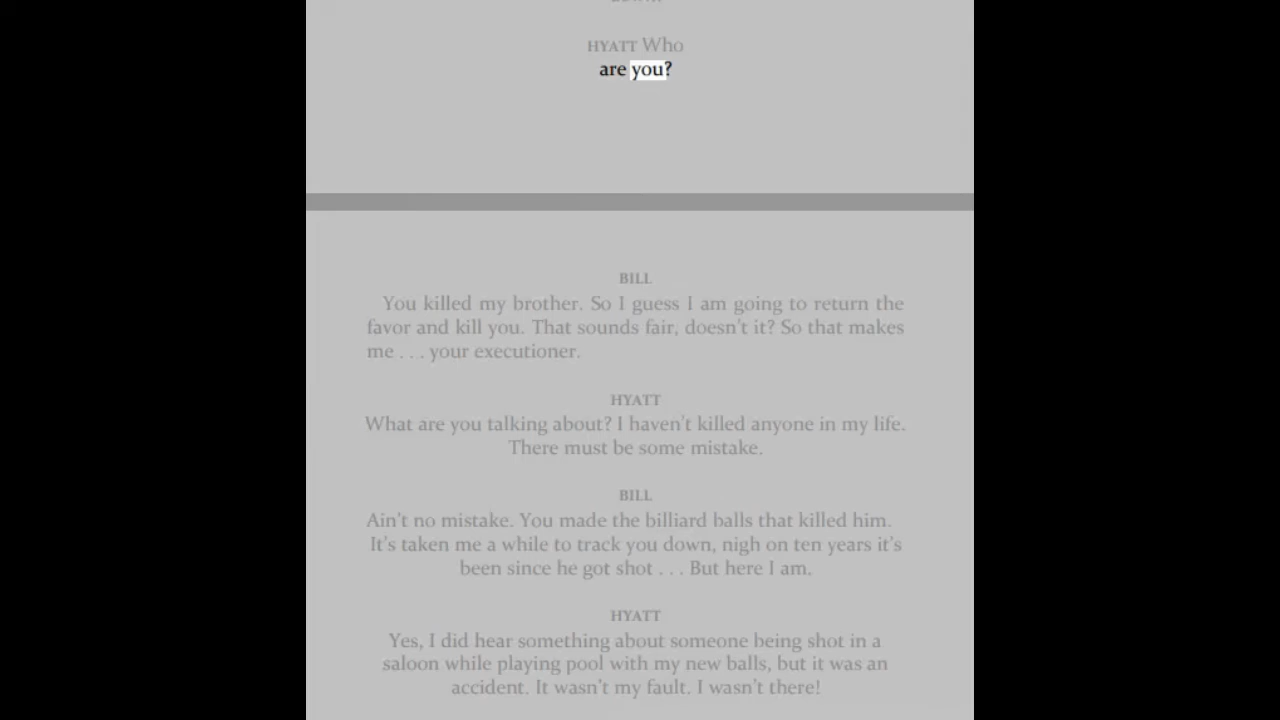 HYATT Who
are you?
BILL
You killed my brother. So I guess I am going to return the
favor and kill you. That sounds fair, doesn't it? So that makes
me . . . your executioner.
HYATT
What are you talking about? I haven't killed anyone in my life.
There must be some mistake.
BILL
Ain't no mistake. You made the billiard balls that killed him.
It's taken me a while to track you down, nigh on ten years it's
been since he got shot . . . But here I am.
HYATT
Yes, I did hear something about someone being shot in a
saloon while playing pool with my new balls, but it was an
accident. It wasn't my fault. I wasn't there!